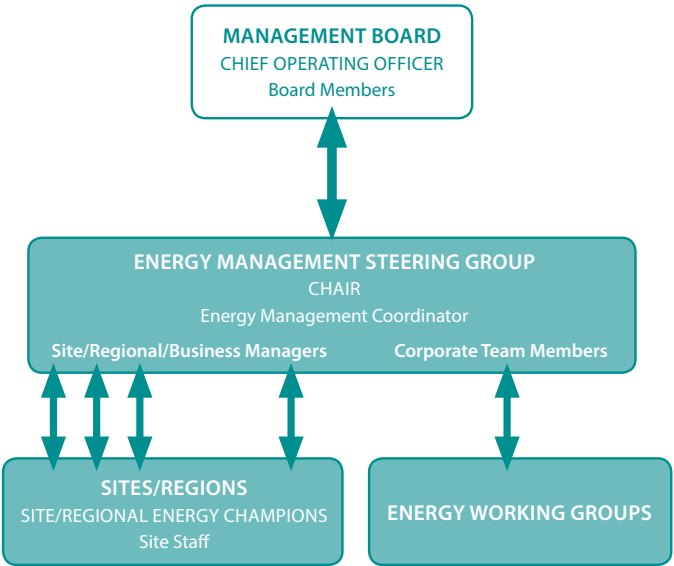 MANAGEMENT BOARD
CHIEF OPERATING OFFICER
Board Members
ENERGY MANAGEMENT STEERING GROUP
CHAIR
Energy Management Coordinator
Site/Regional/Business Managers
Corporate Team Members
SITES/REGIONS
SITE/REGIONAL ENERGY CHAMPIONS
Site Staff
ENERGY WORKING GROUPS